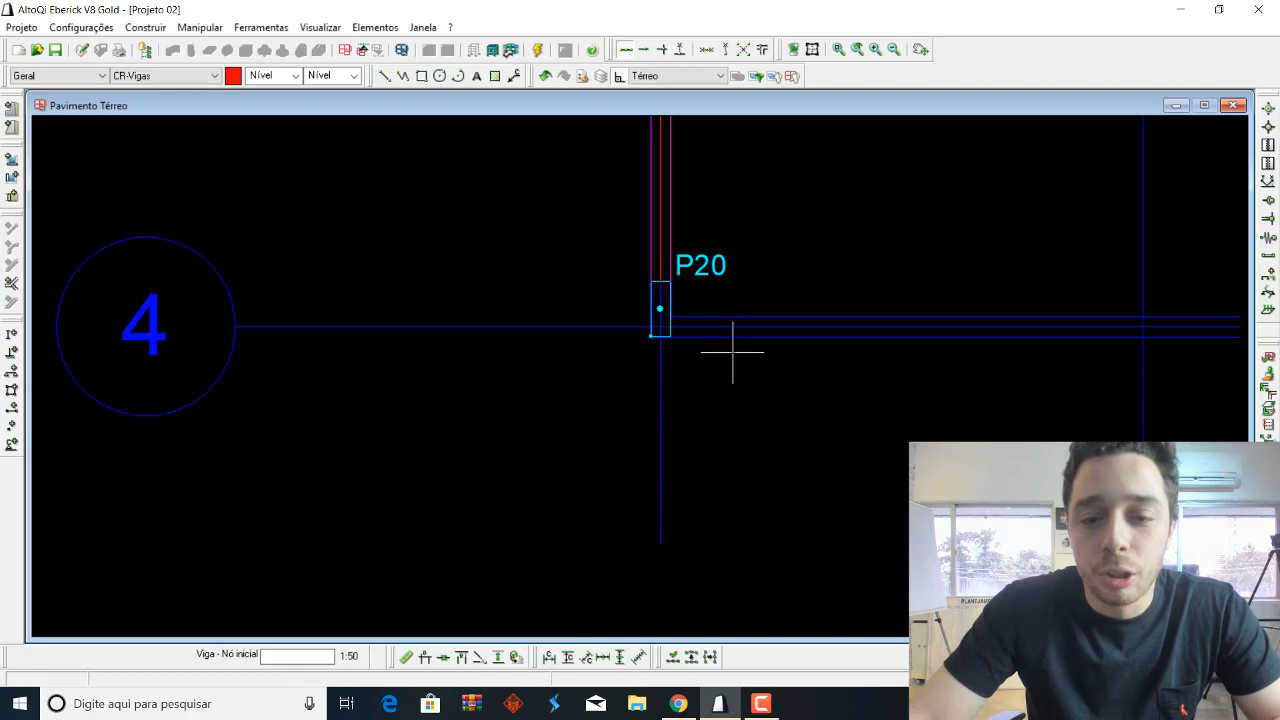 AltoQi Eberick V8 Gold - [Projeto 02]
Projeto Configurações Construir Manipular Ferramentas Visualizar Elementos Janela ?
Geral CR-Vigas Nível Nível Térreo
Pavimento Térreo
P20
4
PLANEJAME
Viga - Nó inicial 1:50
Digite aqui para pesquisar